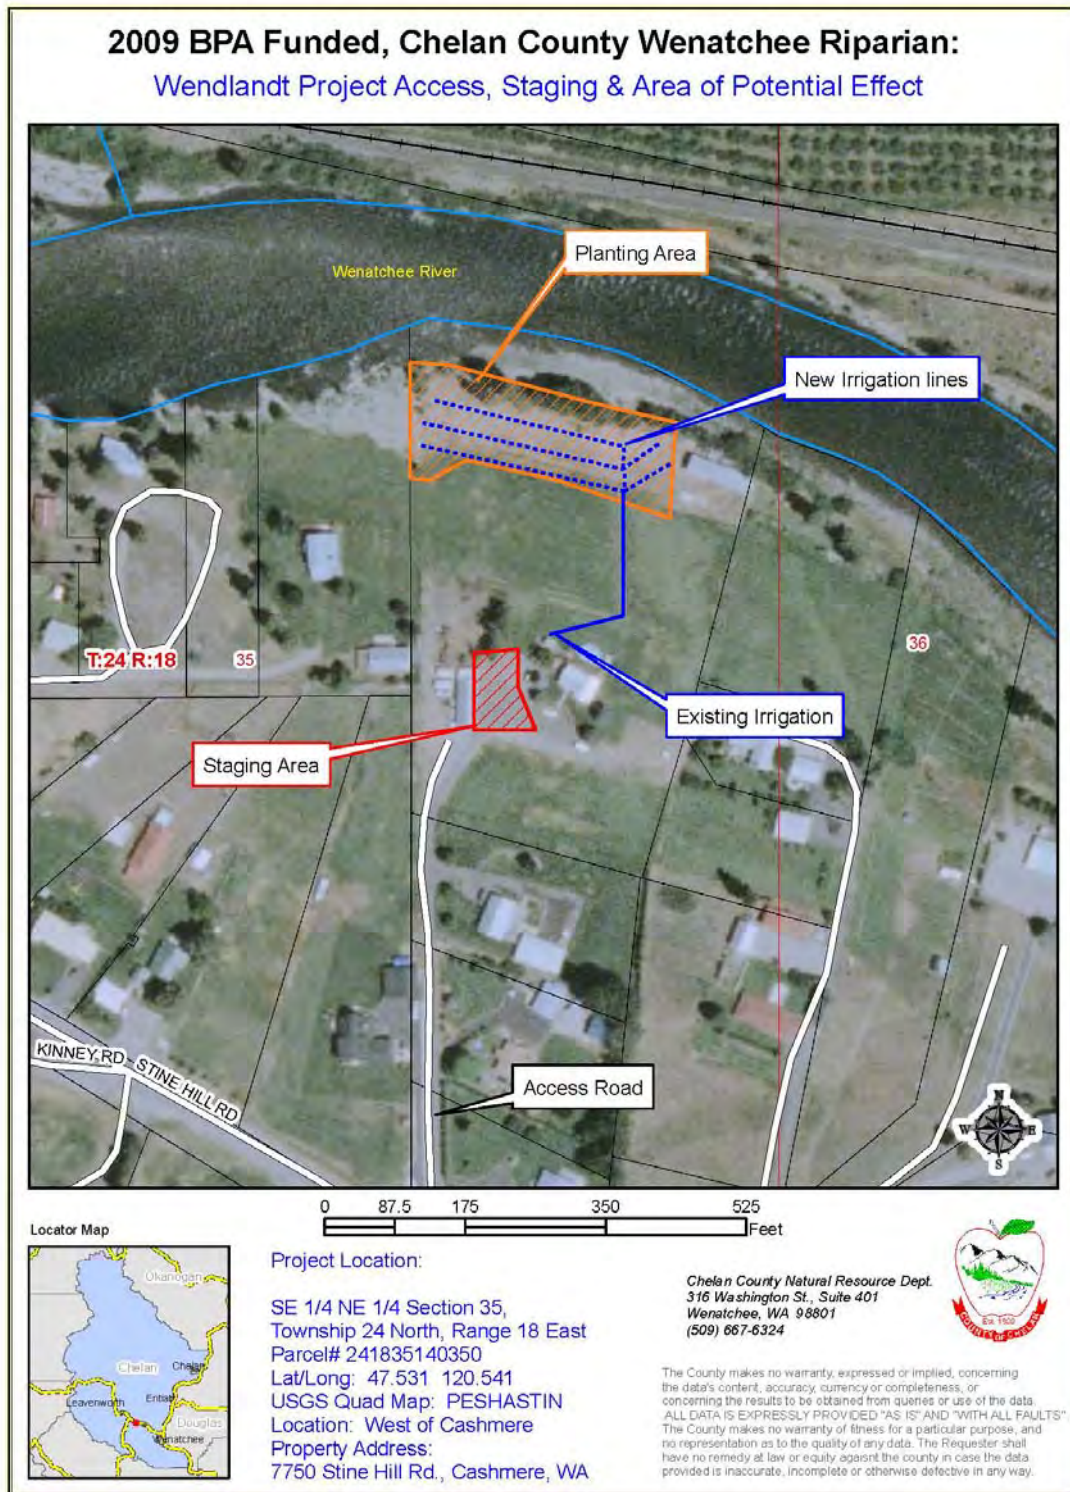 2009 BPA Funded, Chelan County Wenatchee Riparian:
Wendlandt Project Access, Staging & Area of Potential Effect
Wenatchee River
Planting Area
New Irrigation lines
T:24 R:18
35
36
Existing Irrigation
Staging Area
KINNEY RD
STINE HILL RD
Access Road
N
W
E
S
0 87.5 175 350 525
Feet
Locator Map
Okanogan
Chelan
Chelan
Entiat
Leavenworth
Douglas
Wenatchee
Project Location:
SE 1/4 NE 1/4 Section 35,
Township 24 North, Range 18 East
Parcel# 241835140350
Lat/Long: 47.531 120.541
USGS Quad Map: PESHASTIN
Location: West of Cashmere
Property Address:
7750 Stine Hill Rd., Cashmere, WA
Chelan County Natural Resource Dept.
316 Washington St., Suite 401
Wenatchee, WA 98801
(509) 667-6324
Est. 1900
COUNTY OF CHELAN
The County makes no warranty, expressed or implied, concerning
the data's content, accuracy, currency or completeness, or
concerning the results to be obtained from queries or use of the data.
ALL DATA IS EXPRESSLY PROVIDED "AS IS" AND "WITH ALL FAULTS".
The County makes no warranty of fitness for a particular purpose, and
no representation as to the quality of any data. The Requester shall
have no remedy at law or equity agaisnt the county in case the data
provided is inaccurate, incomplete or otherwise defective in any way.